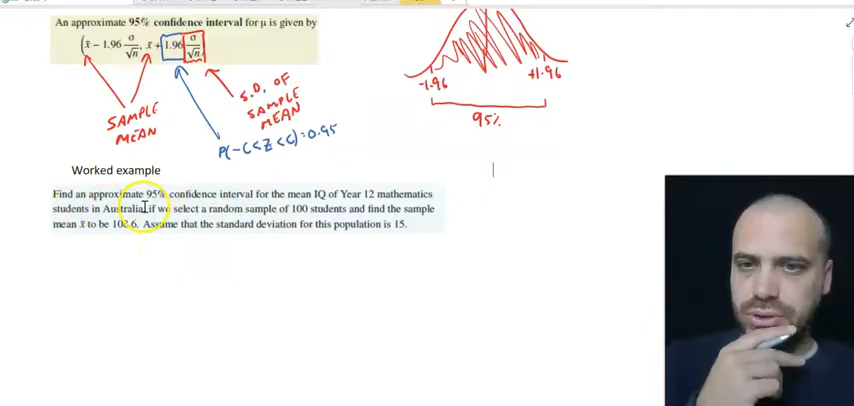 An approximate 95% confidence interval for μ is given by
(x̄ − 1.96 σ/√n, x̄ + 1.96 σ/√n)
SAMPLE
MEAN
S.D. OF
SAMPLE
MEAN
P(-C<Z<C)=0.95
-1.96
+1.96
95%
Worked example
Find an approximate 95% confidence interval for the mean IQ of Year 12 mathematics
students in Australia, if we select a random sample of 100 students and find the sample
mean x̄ to be 103.6. Assume that the standard deviation for this population is 15.